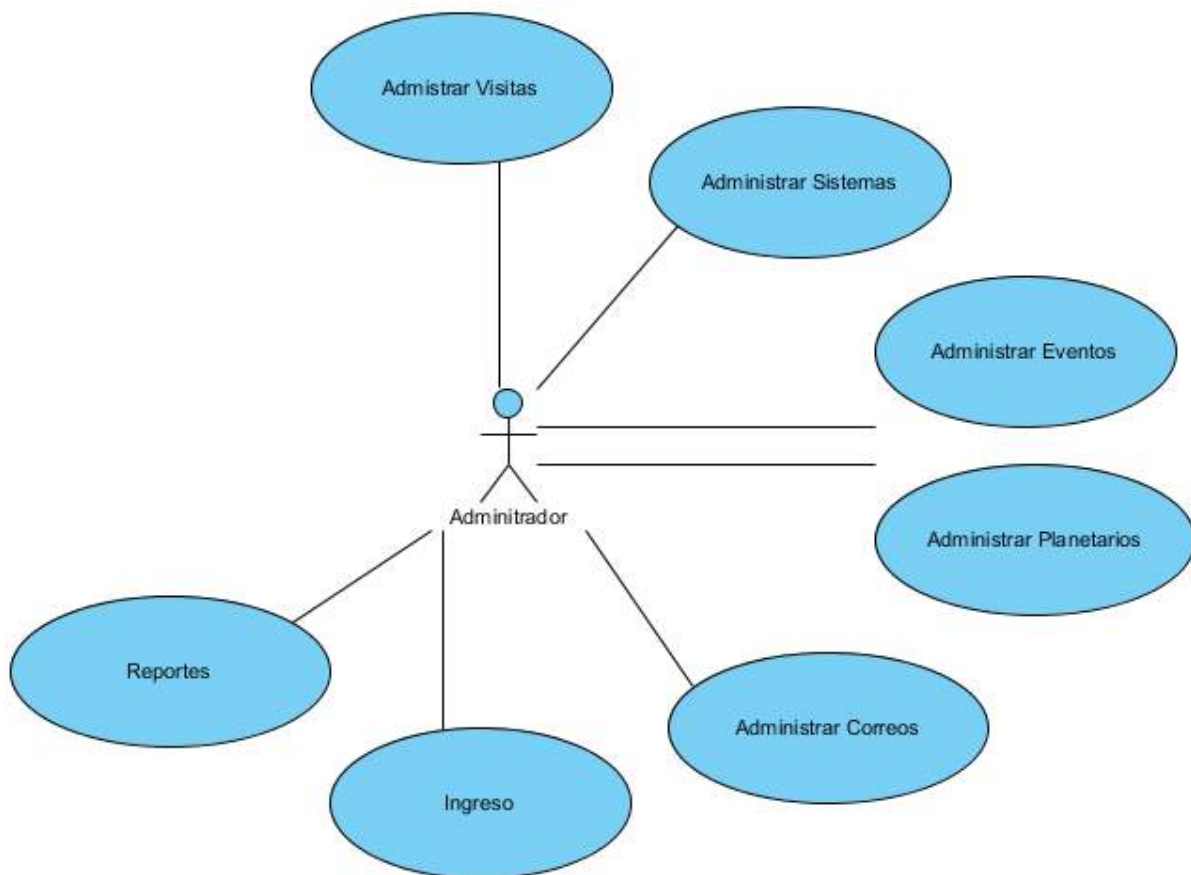 Admistrar Visitas
Administrar Sistemas
Administrar Eventos
Adminitrador
Administrar Planetarios
Reportes
Administrar Correos
Ingreso